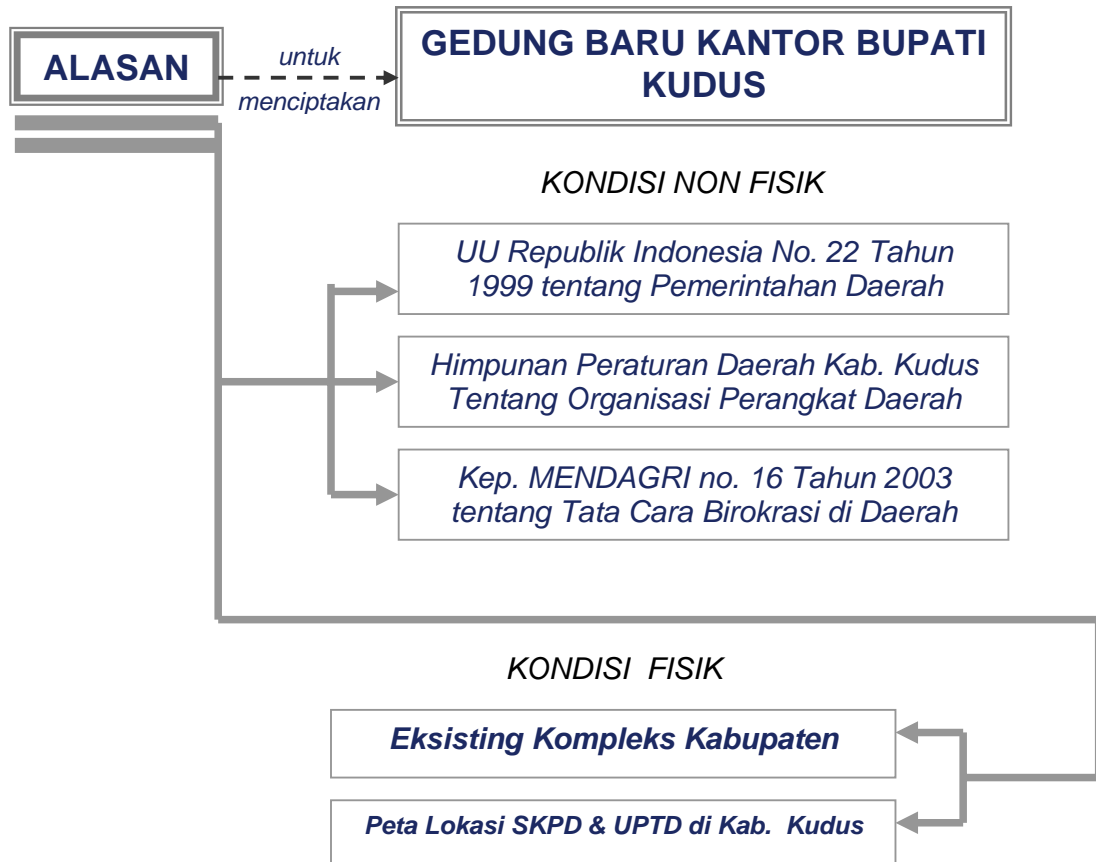 ALASAN
untuk
menciptakan
GEDUNG BARU KANTOR BUPATI
KUDUS
KONDISI NON FISIK
UU Republik Indonesia No. 22 Tahun
1999 tentang Pemerintahan Daerah
Himpunan Peraturan Daerah Kab. Kudus
Tentang Organisasi Perangkat Daerah
Kep. MENDAGRI no. 16 Tahun 2003
tentang Tata Cara Birokrasi di Daerah
KONDISI FISIK
Eksisting Kompleks Kabupaten
Peta Lokasi SKPD & UPTD di Kab. Kudus